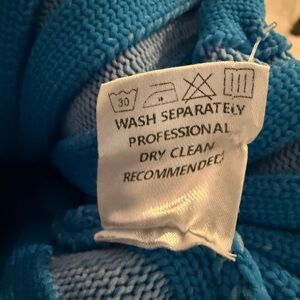 30
WASH SEPARATELY
PROFESSIONAL
DRY CLEAN
RECOMMENDED